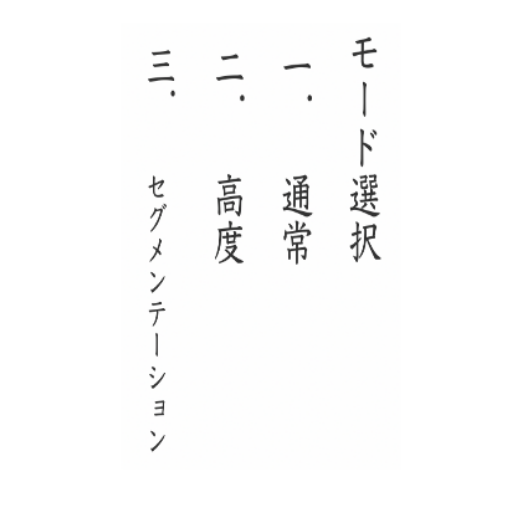 モード選択
一. 通常
二. 高度
三. セグメンテーション